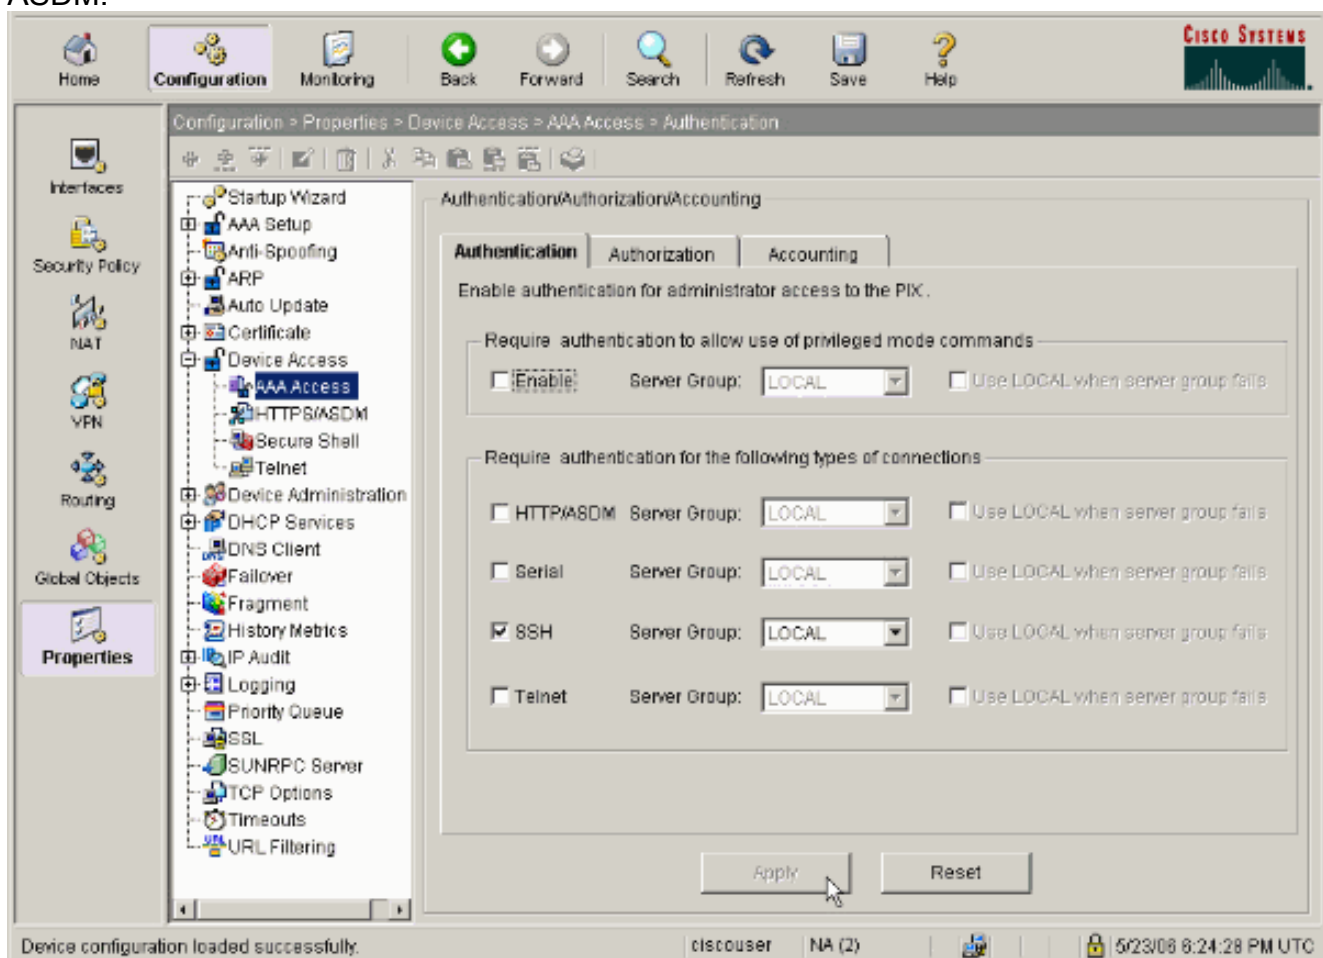 ASDM.
CISCO SYSTEMS
Home Configuration Monitoring Back Forward Search Refresh Save Help
Configuration > Properties > Device Access > AAA Access > Authentication
Interfaces
Security Policy
NAT
VPN
Routing
Global Objects
Properties
Startup Wizard
AAA Setup
Anti-Spoofing
ARP
Auto Update
Certificate
Device Access
AAA Access
HTTPS/ASDM
Secure Shell
Telnet
Device Administration
DHCP Services
DNS Client
Failover
Fragment
History Metrics
IP Audit
Logging
Priority Queue
SSL
SUNRPC Server
TCP Options
Timeouts
URL Filtering
Authentication/Authorization/Accounting
Authentication Authorization Accounting
Enable authentication for administrator access to the PIX.
Require authentication to allow use of privileged mode commands
Enable Server Group: LOCAL Use LOCAL when server group fails
Require authentication for the following types of connections
HTTP/ASDM Server Group: LOCAL Use LOCAL when server group fails
Serial Server Group: LOCAL Use LOCAL when server group fails
SSH Server Group: LOCAL Use LOCAL when server group fails
Telnet Server Group: LOCAL Use LOCAL when server group fails
Apply Reset
Device configuration loaded successfully. ciscouser NA (2) 5/23/06 6:24:28 PM UTC